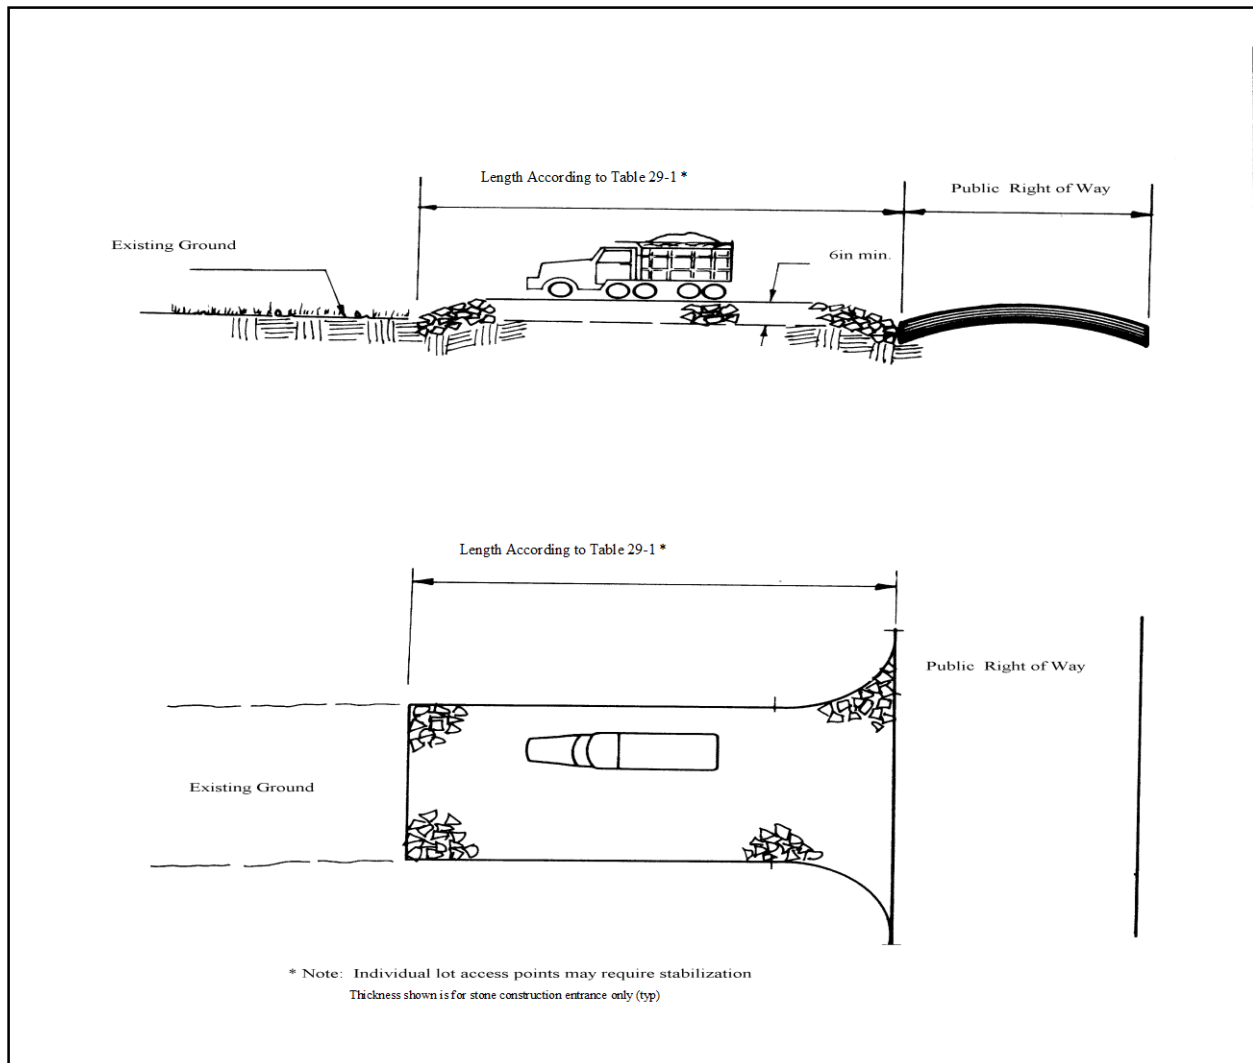 Length According to Table 29-1 *
Public Right of Way
Existing Ground
6in min.
Length According to Table 29-1 *
Public Right of Way
Existing Ground
* Note: Individual lot access points may require stabilization
Thickness shown is for stone construction entrance only (typ)